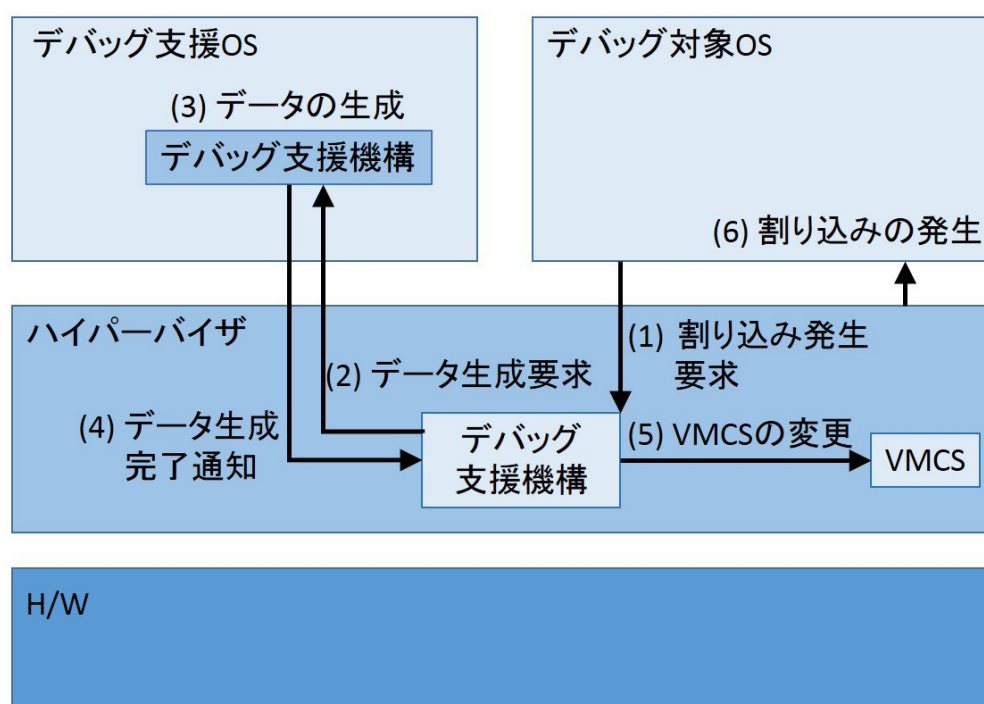 デバッグ支援OS
(3) データの生成
デバッグ支援機構
デバッグ対象OS
(6) 割り込みの発生
ハイパーバイザ
(1) 割り込み発生
要求
(2) データ生成要求
(4) データ生成
完了通知
デバッグ
支援機構
(5) VMCSの変更
VMCS
H/W